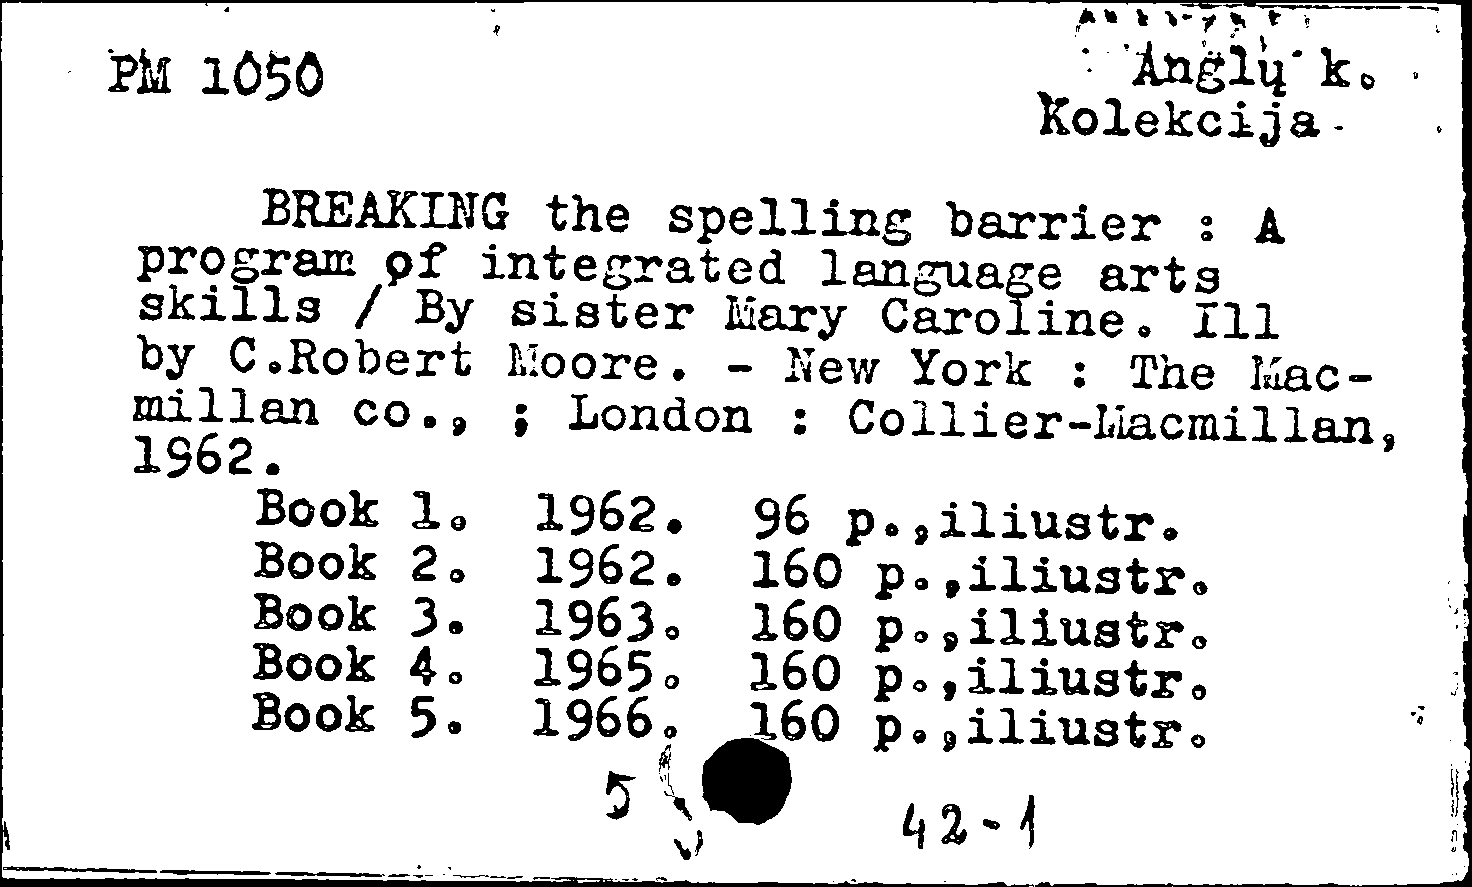 PM 1050
Anglų k.
Kolekcija
BREAKING the spelling barrier : A
program of integrated language arts
skills / By sister Mary Caroline. Ill
by C.Robert Moore. - New York : The Mac-
millan co., ; London : Collier-Macmillan,
1962.
Book 1. 1962. 96 p.,iliustr.
Book 2. 1962. 160 p.,iliustr.
Book 3. 1963. 160 p.,iliustr.
Book 4. 1965. 160 p.,iliustr.
Book 5. 1966. 160 p.,iliustr.
5
42-1